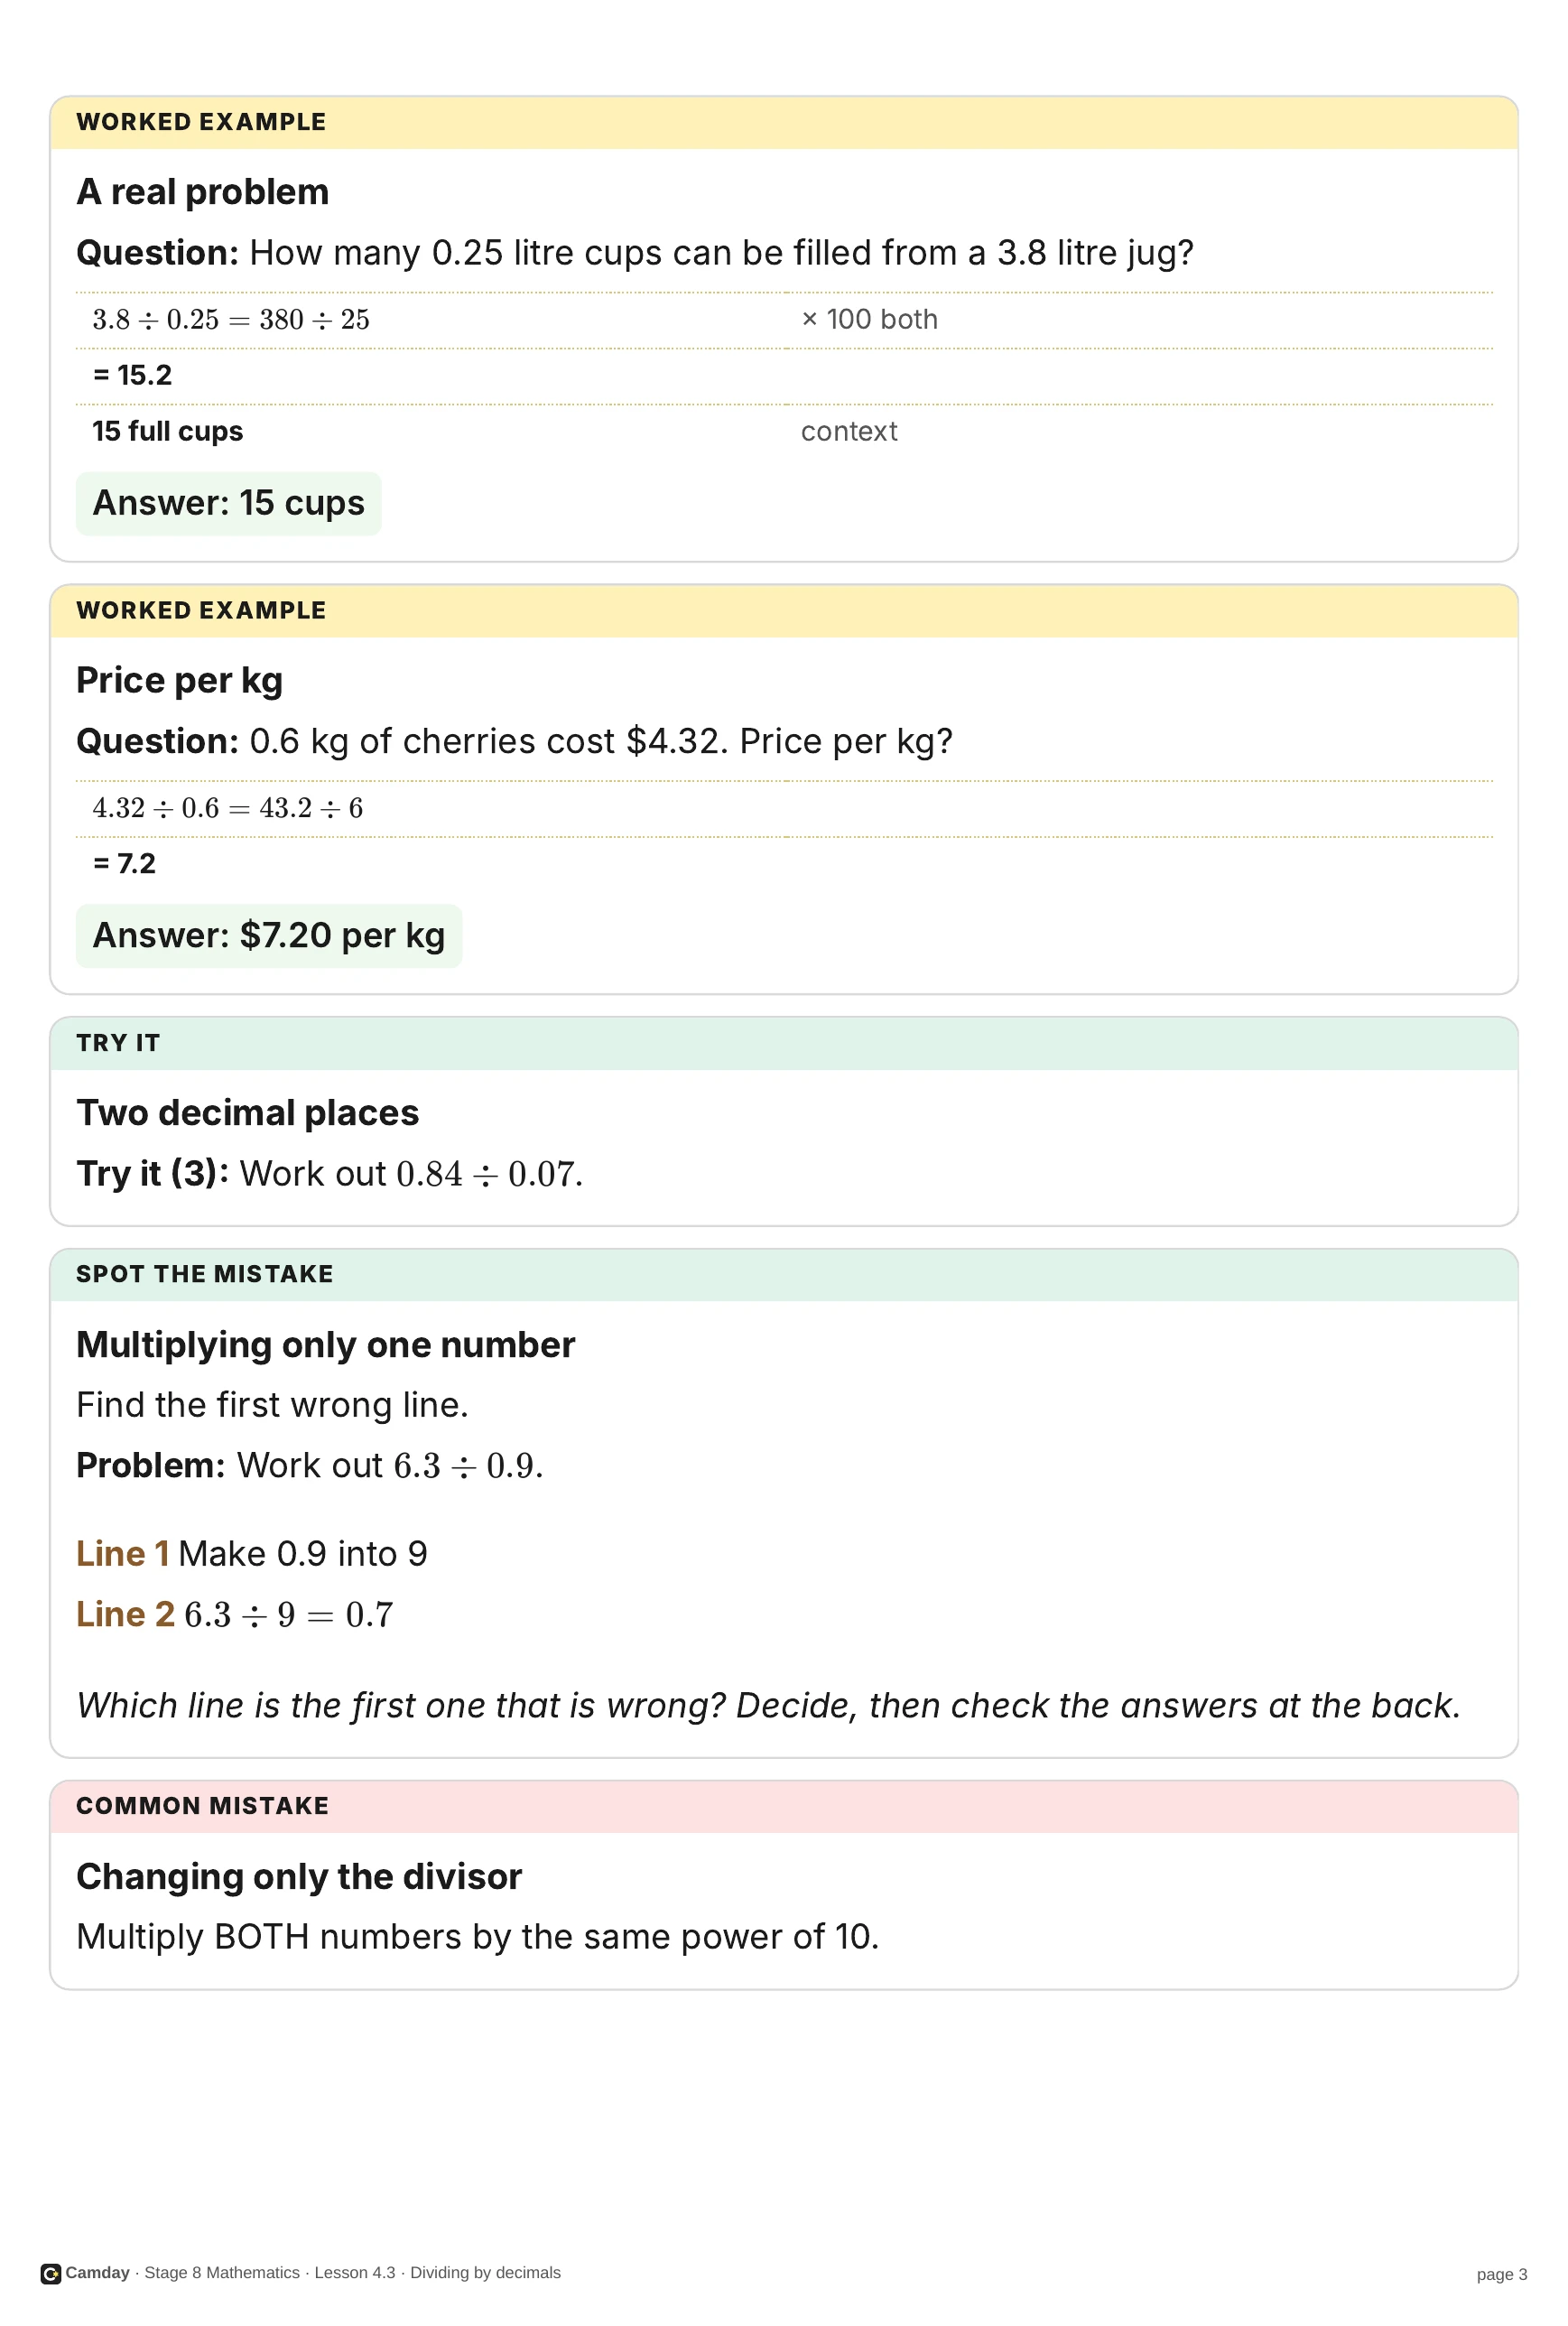 WORKED EXAMPLE
A real problem
Question: How many 0.25 litre cups can be filled from a 3.8 litre jug?
3.8 ÷ 0.25 = 380 ÷ 25 × 100 both
= 15.2
15 full cups context
Answer: 15 cups
WORKED EXAMPLE
Price per kg
Question: 0.6 kg of cherries cost $4.32. Price per kg?
4.32 ÷ 0.6 = 43.2 ÷ 6
= 7.2
Answer: $7.20 per kg
TRY IT
Two decimal places
Try it (3): Work out 0.84 ÷ 0.07.
SPOT THE MISTAKE
Multiplying only one number
Find the first wrong line.
Problem: Work out 6.3 ÷ 0.9.
Line 1 Make 0.9 into 9
Line 2 6.3 ÷ 9 = 0.7
Which line is the first one that is wrong? Decide, then check the answers at the back.
COMMON MISTAKE
Changing only the divisor
Multiply BOTH numbers by the same power of 10.
Camday · Stage 8 Mathematics · Lesson 4.3 · Dividing by decimals page 3